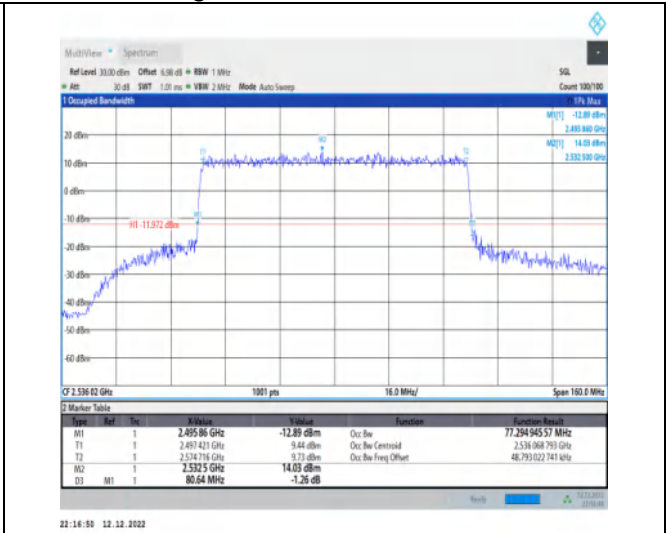 MultiView Spectrum
Ref Level 30.00 dBm Offset 6.98 dB RBW 1 MHz SGL
Att 30 dB SWT 1.01 ms VBW 2 MHz Mode Auto Sweep Count 100/100
1 Occupied Bandwidth 1Pk Max
M1[1] -12.89 dBm
2.495 860 GHz
M2[1] 14.03 dBm
2.532 500 GHz
20 dBm
10 dBm
0 dBm
-10 dBm
H1 -11.972 dBm
-20 dBm
-30 dBm
-40 dBm
-50 dBm
-60 dBm
CF 2.536 02 GHz 1001 pts 16.0 MHz/ Span 160.0 MHz
2 Marker Table
Type Ref Trc X-Value Y-Value Function Function Result
M1 1 2.495 86 GHz -12.89 dBm Occ Bw 77.294 945 57 MHz
T1 1 2.497 421 GHz 9.44 dBm Occ Bw Centroid 2.536 068 793 GHz
T2 1 2.574 716 GHz 9.73 dBm Occ Bw Freq Offset 48.793 022 741 kHz
M2 1 2.532 5 GHz 14.03 dBm
D3 M1 1 80.64 MHz -1.26 dB
Ready 12.12.2022
22:16:50 12.12.2022